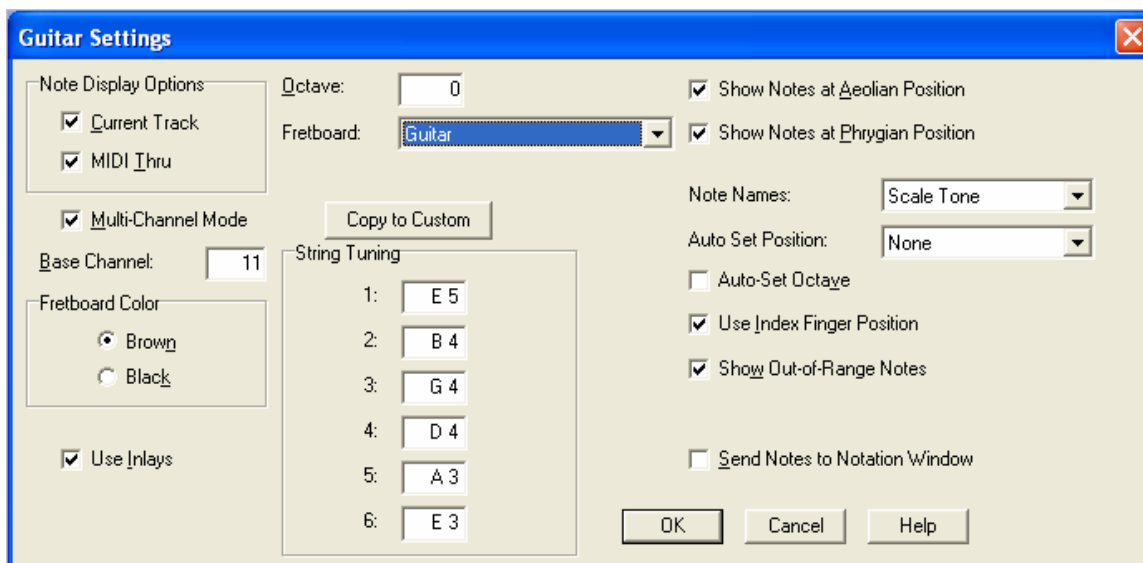 Guitar Settings
Note Display Options
Current Track
MIDI Thru
Multi-Channel Mode
Base Channel: 11
Fretboard Color
Brown
Black
Use Inlays
Octave: 0
Fretboard: Guitar
Copy to Custom
String Tuning
1: E 5
2: B 4
3: G 4
4: D 4
5: A 3
6: E 3
Show Notes at Aeolian Position
Show Notes at Phrygian Position
Note Names: Scale Tone
Auto Set Position: None
Auto-Set Octave
Use Index Finger Position
Show Out-of-Range Notes
Send Notes to Notation Window
OK Cancel Help